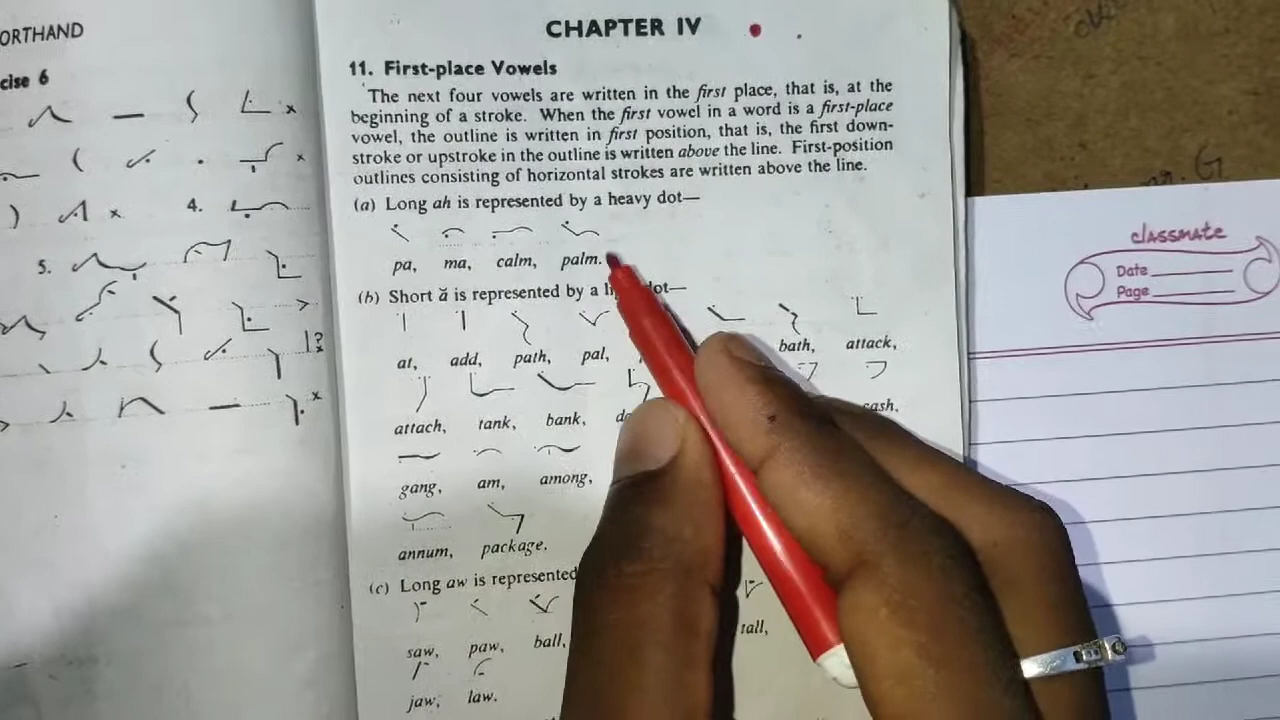 ORTHAND
cise 6
4.
5.
CHAPTER IV
11. First-place Vowels
The next four vowels are written in the first place, that is, at the
beginning of a stroke. When the first vowel in a word is a first-place
vowel, the outline is written in first position, that is, the first down-
stroke or upstroke in the outline is written above the line. First-position
outlines consisting of horizontal strokes are written above the line.
(a) Long ah is represented by a heavy dot—
pa, ma, calm, palm.
(b) Short ă is represented by a dot—
at, add, path, pal, bath, attack,
attach, tank, bank, cash,
gang, am, among,
annum, package.
(c) Long aw is represented
saw, paw, ball, tall,
jaw, law.
classmate
Date
Page